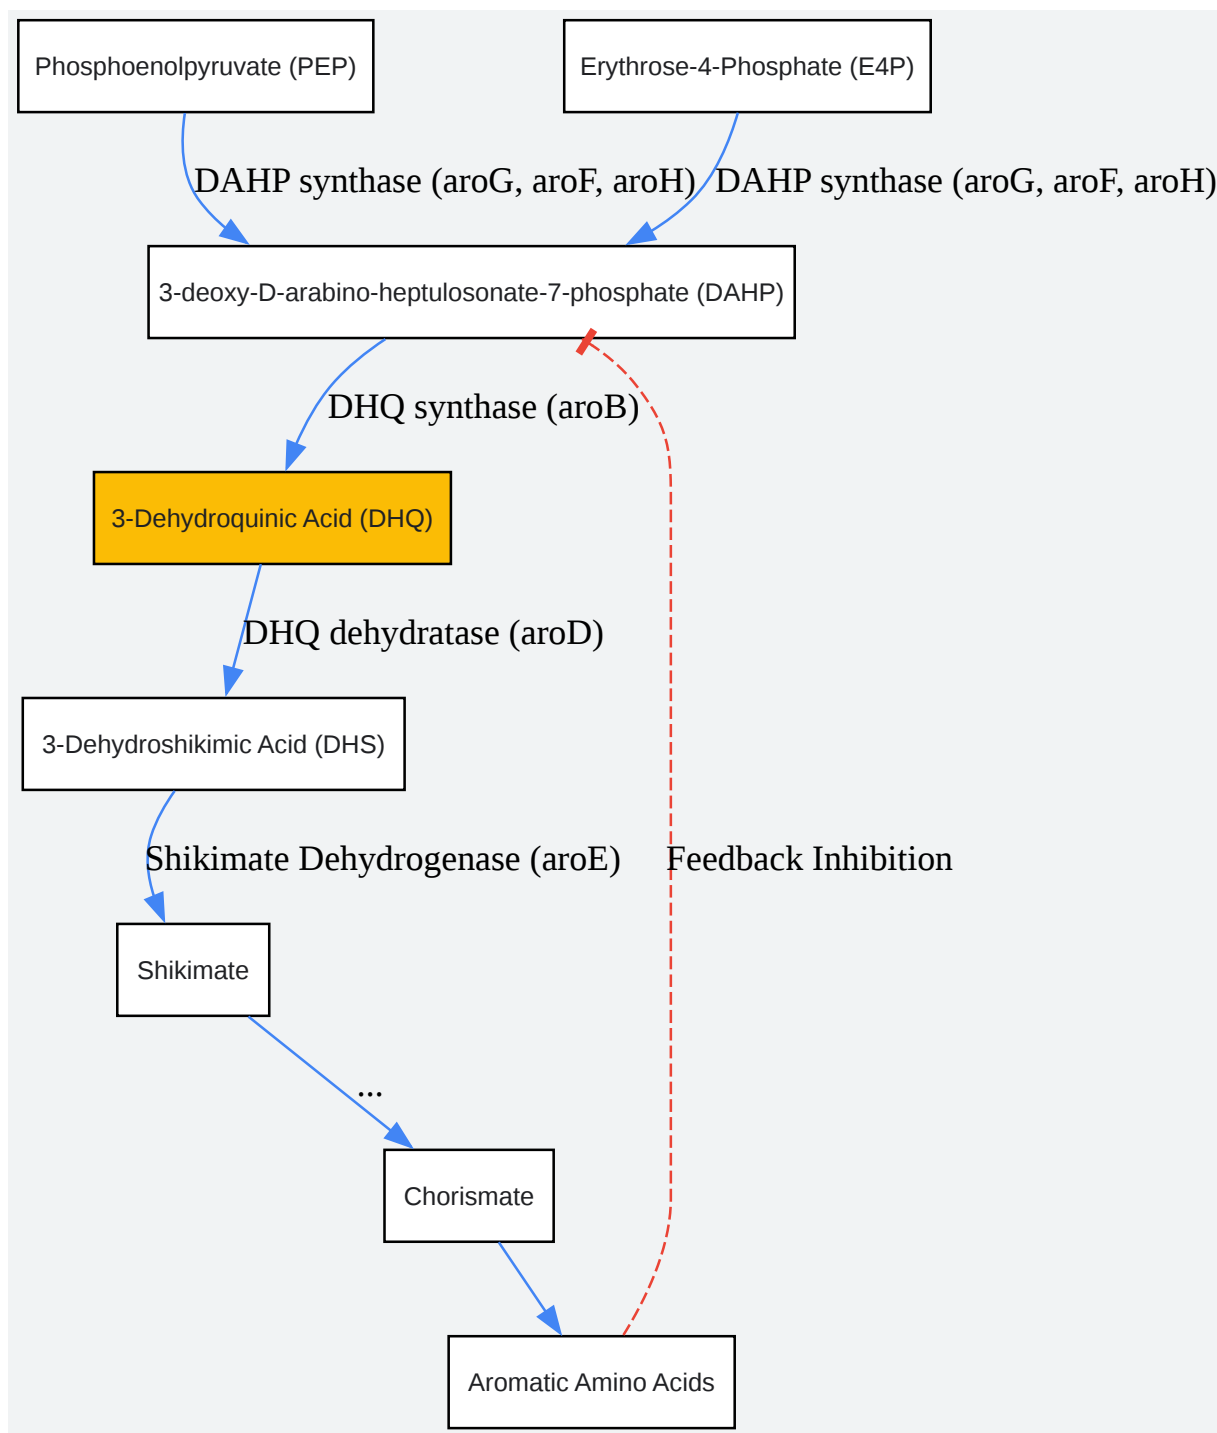 Phosphoenolpyruvate (PEP)
Erythrose-4-Phosphate (E4P)
DAHP synthase (aroG, aroF, aroH)
DAHP synthase (aroG, aroF, aroH)
3-deoxy-D-arabino-heptulosonate-7-phosphate (DAHP)
DHQ synthase (aroB)
3-Dehydroquinic Acid (DHQ)
DHQ dehydratase (aroD)
3-Dehydroshikimic Acid (DHS)
Shikimate Dehydrogenase (aroE)
Feedback Inhibition
Shikimate
...
Chorismate
Aromatic Amino Acids